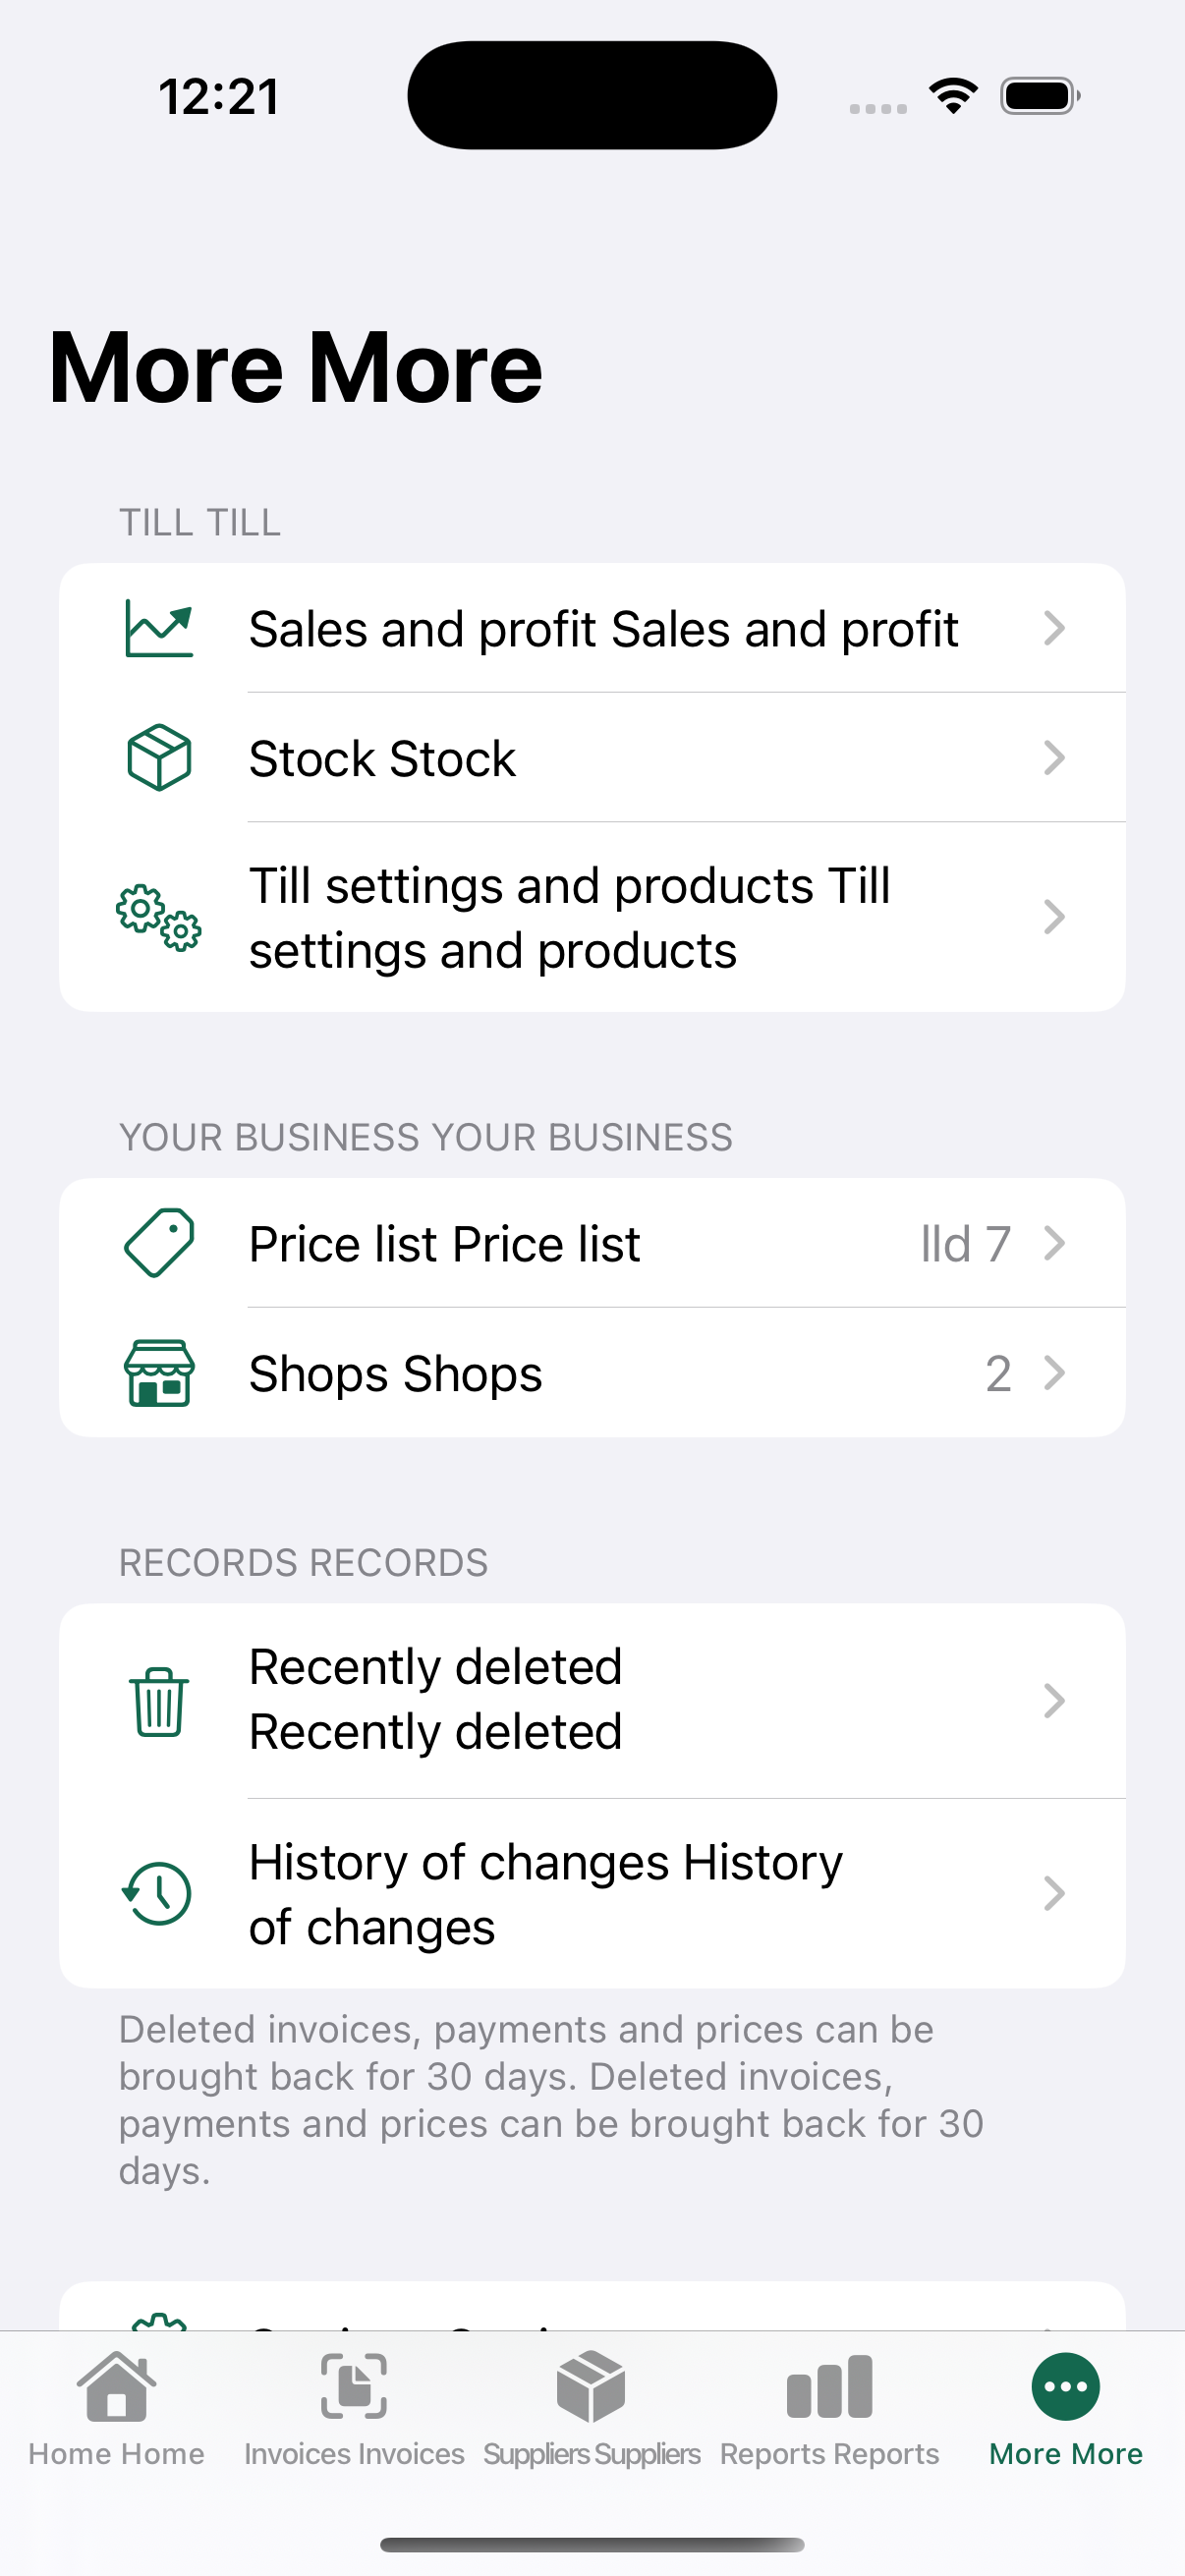 12:21
More More
TILL TILL
Sales and profit Sales and profit
Stock Stock
Till settings and products Till
settings and products
YOUR BUSINESS YOUR BUSINESS
Price list Price list
lld 7
Shops Shops
2
RECORDS RECORDS
Recently deleted
Recently deleted
History of changes History
of changes
Deleted invoices, payments and prices can be
brought back for 30 days. Deleted invoices,
payments and prices can be brought back for 30
days.
Home Home
Invoices Invoices
Suppliers Suppliers
Reports Reports
More More